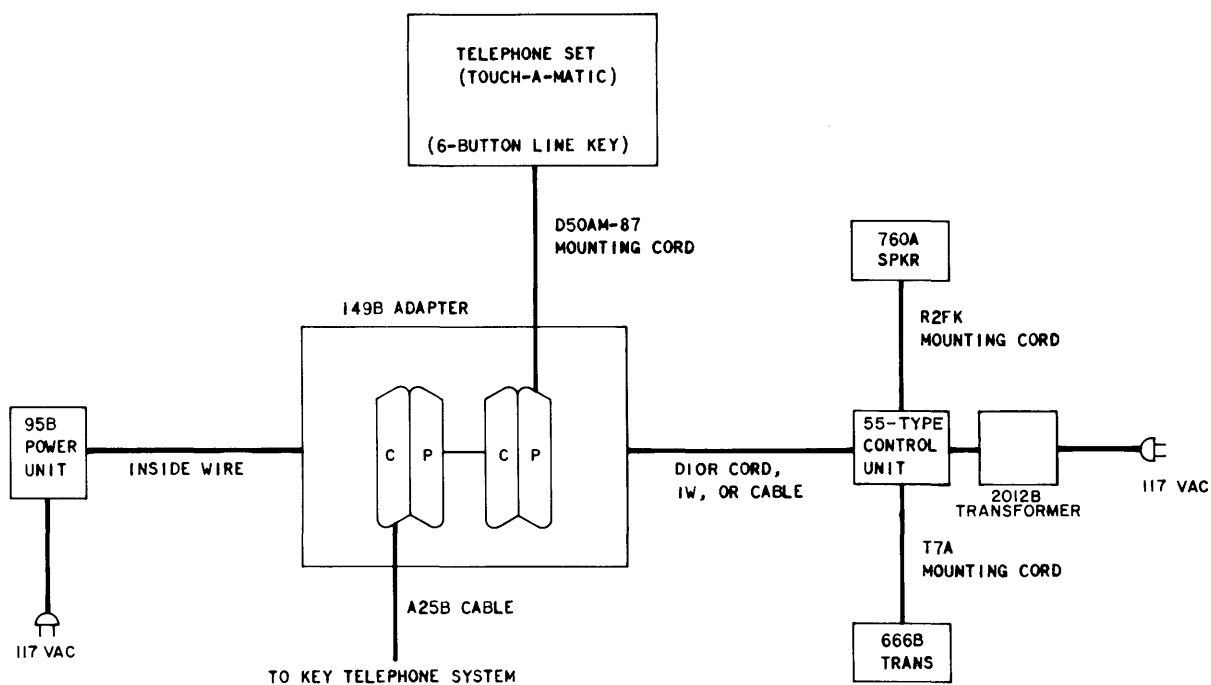 TELEPHONE SET
(TOUCH-A-MATIC)
(6-BUTTON LINE KEY)
D50AM-87
MOUNTING CORD
760A
SPKR
149B ADAPTER
R2FK
MOUNTING CORD
95B
POWER
UNIT
INSIDE WIRE
C P
C P
D10R CORD,
IW, OR CABLE
55-TYPE
CONTROL
UNIT
2012B
TRANSFORMER
117 VAC
T7A
MOUNTING CORD
A25B CABLE
117 VAC
TO KEY TELEPHONE SYSTEM
666B
TRANS